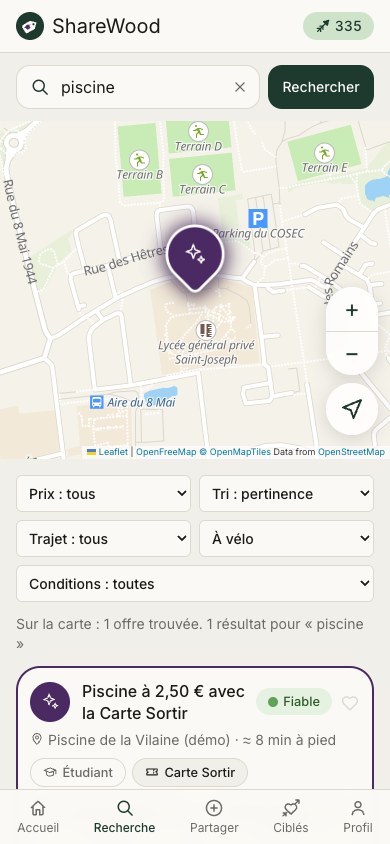 ShareWood
335
piscine
Rechercher
Terrain D
Terrain E
Terrain B
Terrain C
Rue du 8 Mai 1944
Parking du COSEC
Rue des Hêtres
es Romains
Lycée général privé
Saint-Joseph
Aire du 8 Mai
Leaflet | OpenFreeMap © OpenMapTiles Data from OpenStreetMap
Prix : tous
Tri : pertinence
Trajet : tous
À vélo
Conditions : toutes
Sur la carte : 1 offre trouvée. 1 résultat pour « piscine
»
Piscine à 2,50 € avec
la Carte Sortir
Fiable
Piscine de la Vilaine (démo) · ≈ 8 min à pied
Étudiant
Carte Sortir
Accueil
Recherche
Partager
Ciblés
Profil